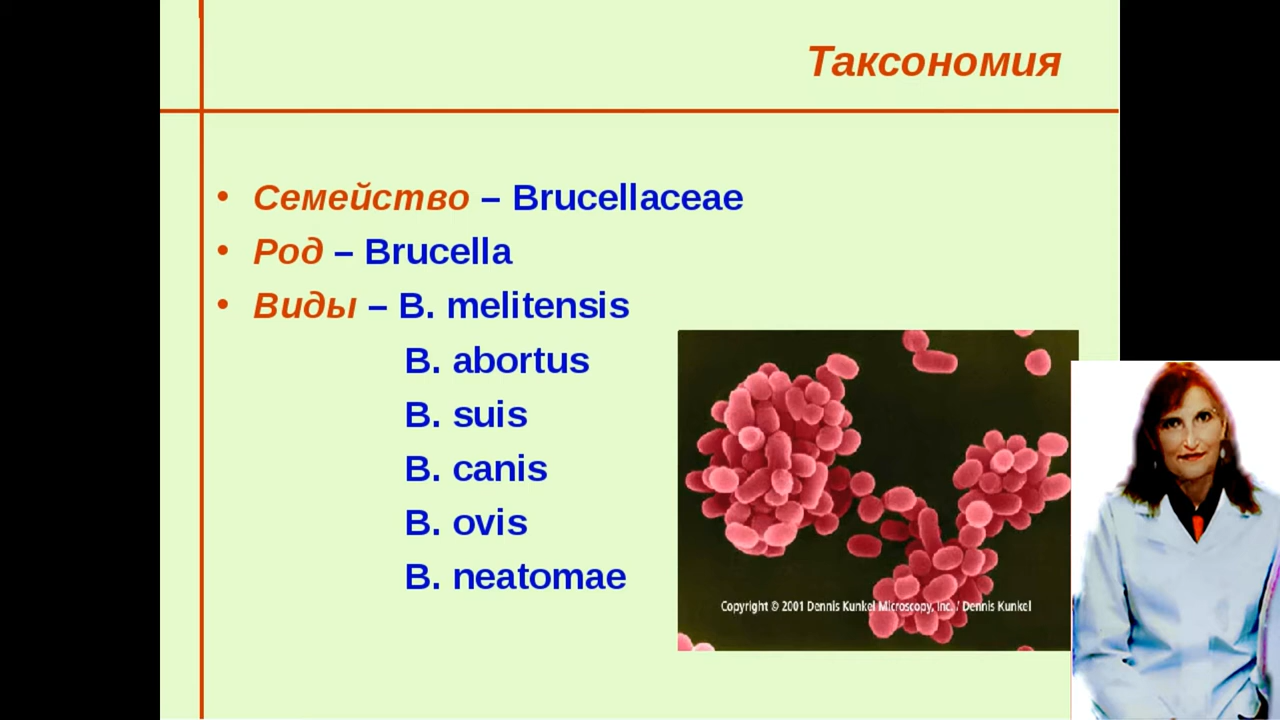 Таксономия
• Семейство – Brucellaceae
• Род – Brucella
• Виды – B. melitensis
B. abortus
B. suis
B. canis
B. ovis
B. neatomae
Copyright © 2001 Dennis Kunkel Microscopy, Inc. / Dennis Kunkel